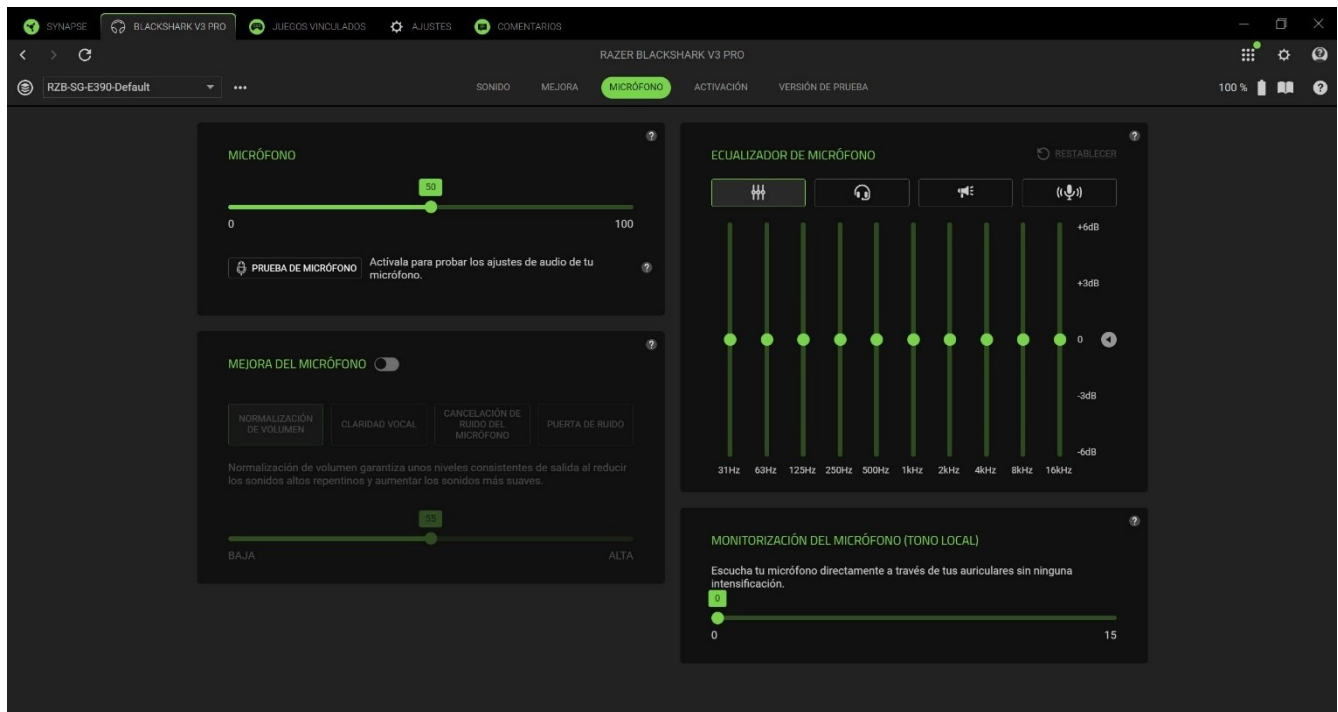 SYNAPSE
BLACKSHARK V3 PRO
JUEGOS VINCULADOS
AJUSTES
COMENTARIOS
RAZER BLACKSHARK V3 PRO
RZB-SG-E390-Default
SONIDO
MEJORA
MICRÓFONO
ACTIVACIÓN
VERSIÓN DE PRUEBA
100 %
MICRÓFONO
50
0
100
PRUEBA DE MICRÓFONO
Actívala para probar los ajustes de audio de tu
micrófono.
MEJORA DEL MICRÓFONO
NORMALIZACIÓN
DE VOLUMEN
CLARIDAD VOCAL
CANCELACIÓN DE
RUIDO DEL
MICRÓFONO
PUERTA DE RUIDO
Normalización de volumen garantiza unos niveles consistentes de salida al reducir
los sonidos altos repentinos y aumentar los sonidos más suaves.
55
BAJA
ALTA
ECUALIZADOR DE MICRÓFONO
RESTABLECER
+6dB
+3dB
0
-3dB
-6dB
31Hz
63Hz
125Hz
250Hz
500Hz
1kHz
2kHz
4kHz
8kHz
16kHz
MONITORIZACIÓN DEL MICRÓFONO (TONO LOCAL)
Escucha tu micrófono directamente a través de tus auriculares sin ninguna
intensificación.
0
0
15